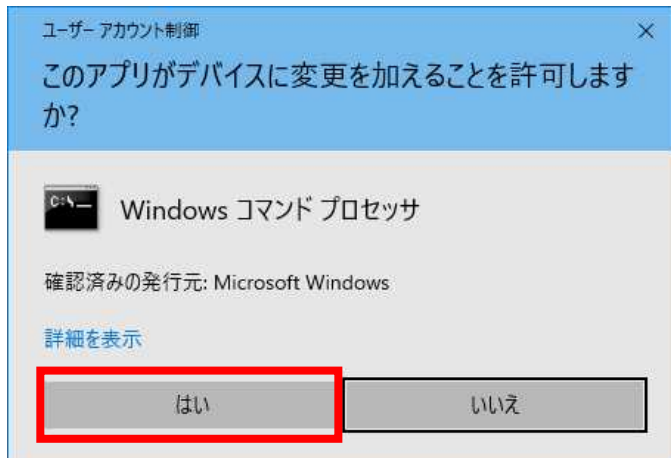 ユーザー アカウント制御
このアプリがデバイスに変更を加えることを許可します
か?
C:\
Windows コマンド プロセッサ
確認済みの発行元: Microsoft Windows
詳細を表示
はい
いいえ